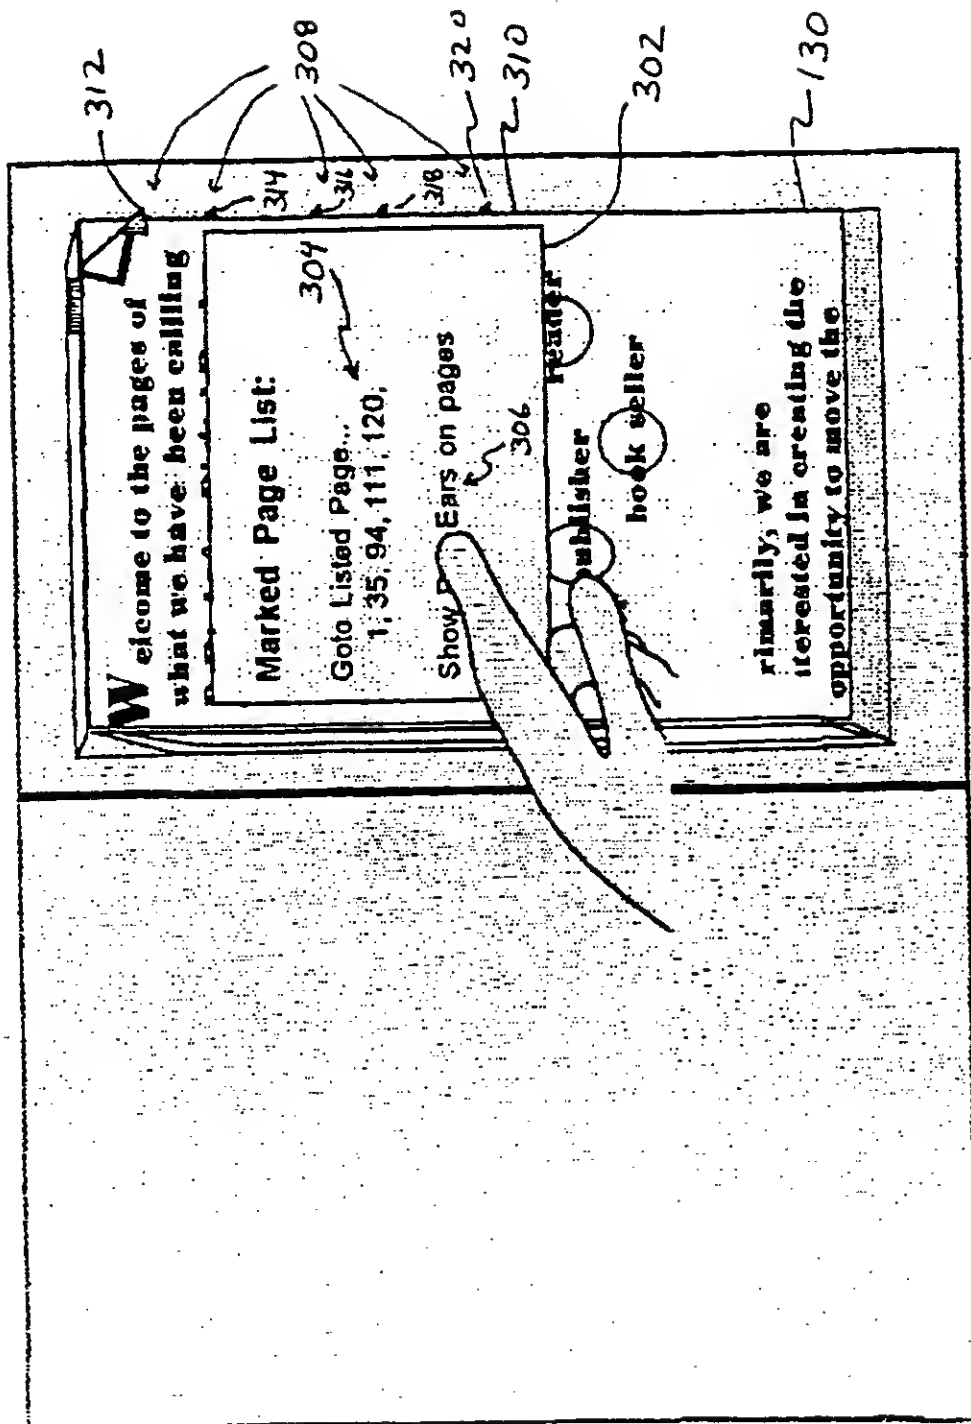 312
Welcome to the pages of
what we have been callling
308
314
Marked Page List:
304
316
Goto Listed Page...
1, 35, 94, 111, 120,
318
Show Ears on pages
320
306
310
reader
302
book seller
130
rimarily, we are
iterested in creating the
opportunity to move the